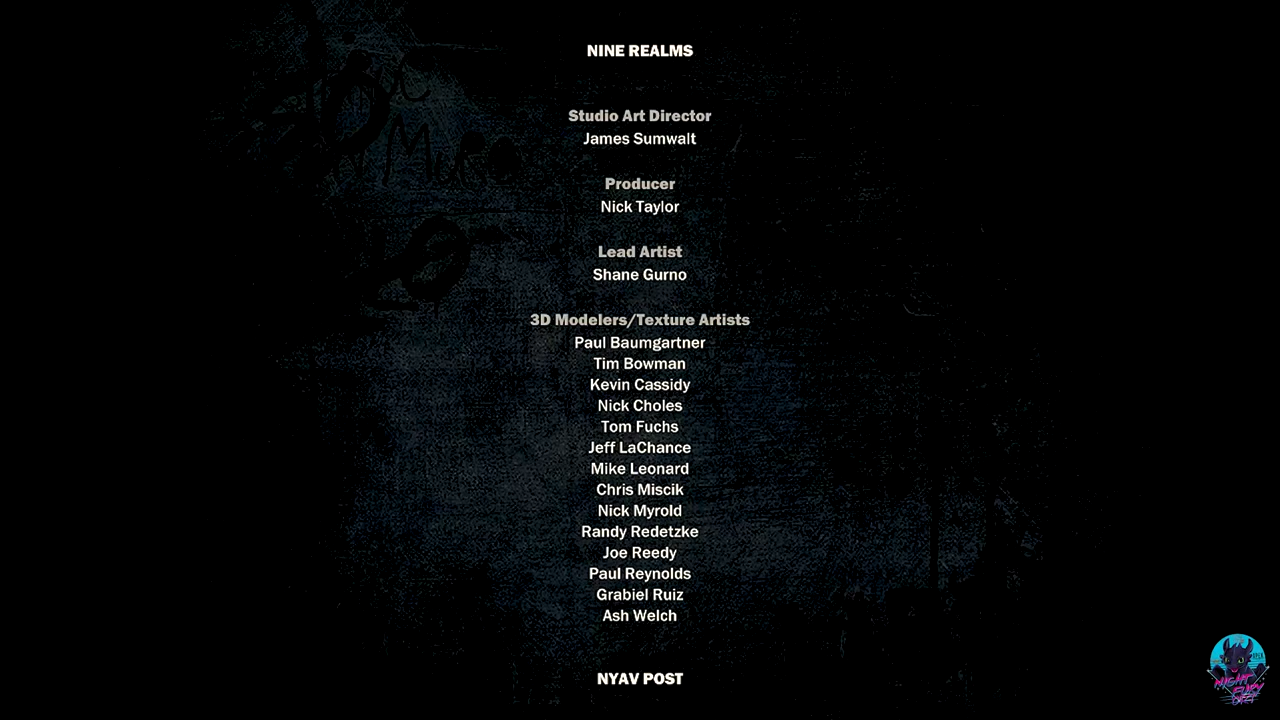 NINE REALMS
Studio Art Director
James Sumwalt
Producer
Nick Taylor
Lead Artist
Shane Gurno
3D Modelers/Texture Artists
Paul Baumgartner
Tim Bowman
Kevin Cassidy
Nick Choles
Tom Fuchs
Jeff LaChance
Mike Leonard
Chris Miscik
Nick Myrold
Randy Redetzke
Joe Reedy
Paul Reynolds
Grabiel Ruiz
Ash Welch
NYAV POST
NIGHT
FURY